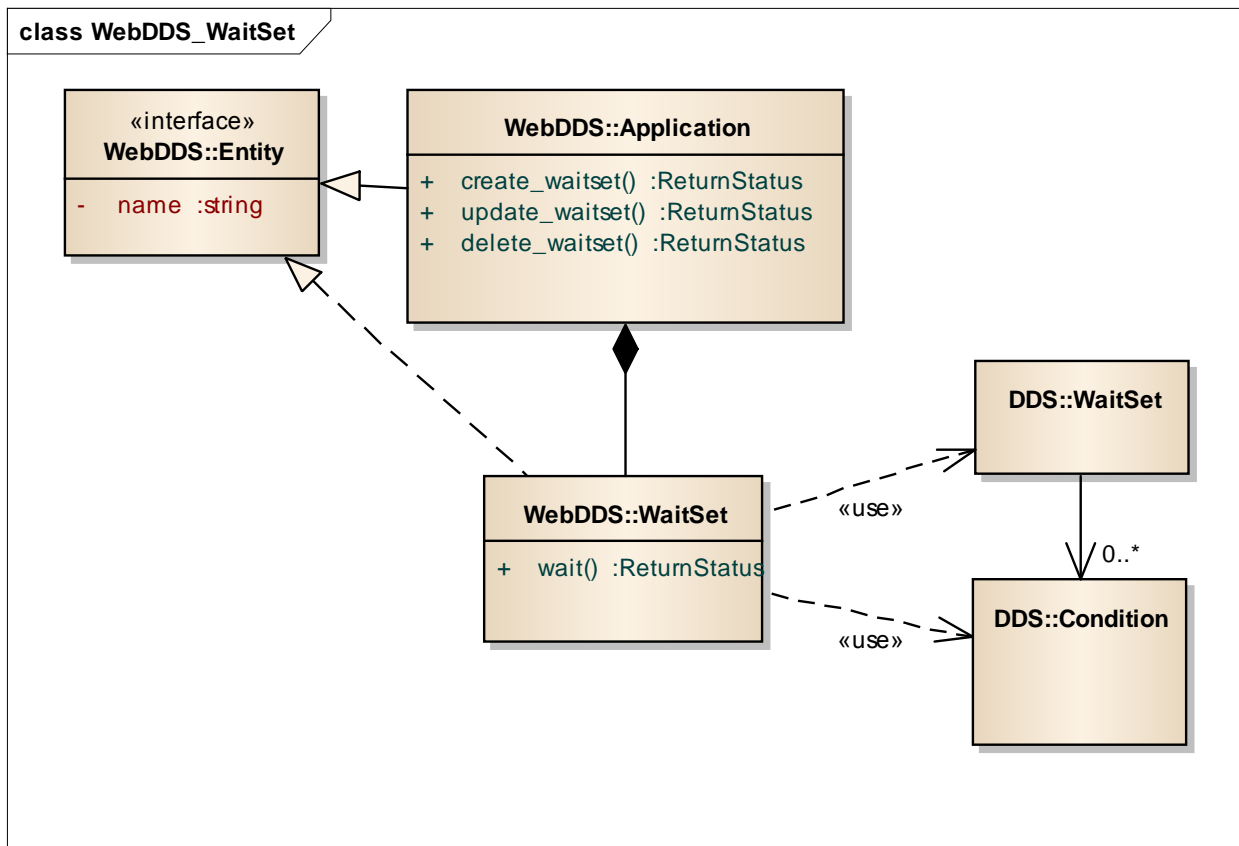 class WebDDS_WaitSet
«interface»
WebDDS::Entity
- name :string
WebDDS::Application
+ create_waitset() :ReturnStatus
+ update_waitset() :ReturnStatus
+ delete_waitset() :ReturnStatus
DDS::WaitSet
WebDDS::WaitSet
+ wait() :ReturnStatus
«use»
0..*
DDS::Condition
«use»